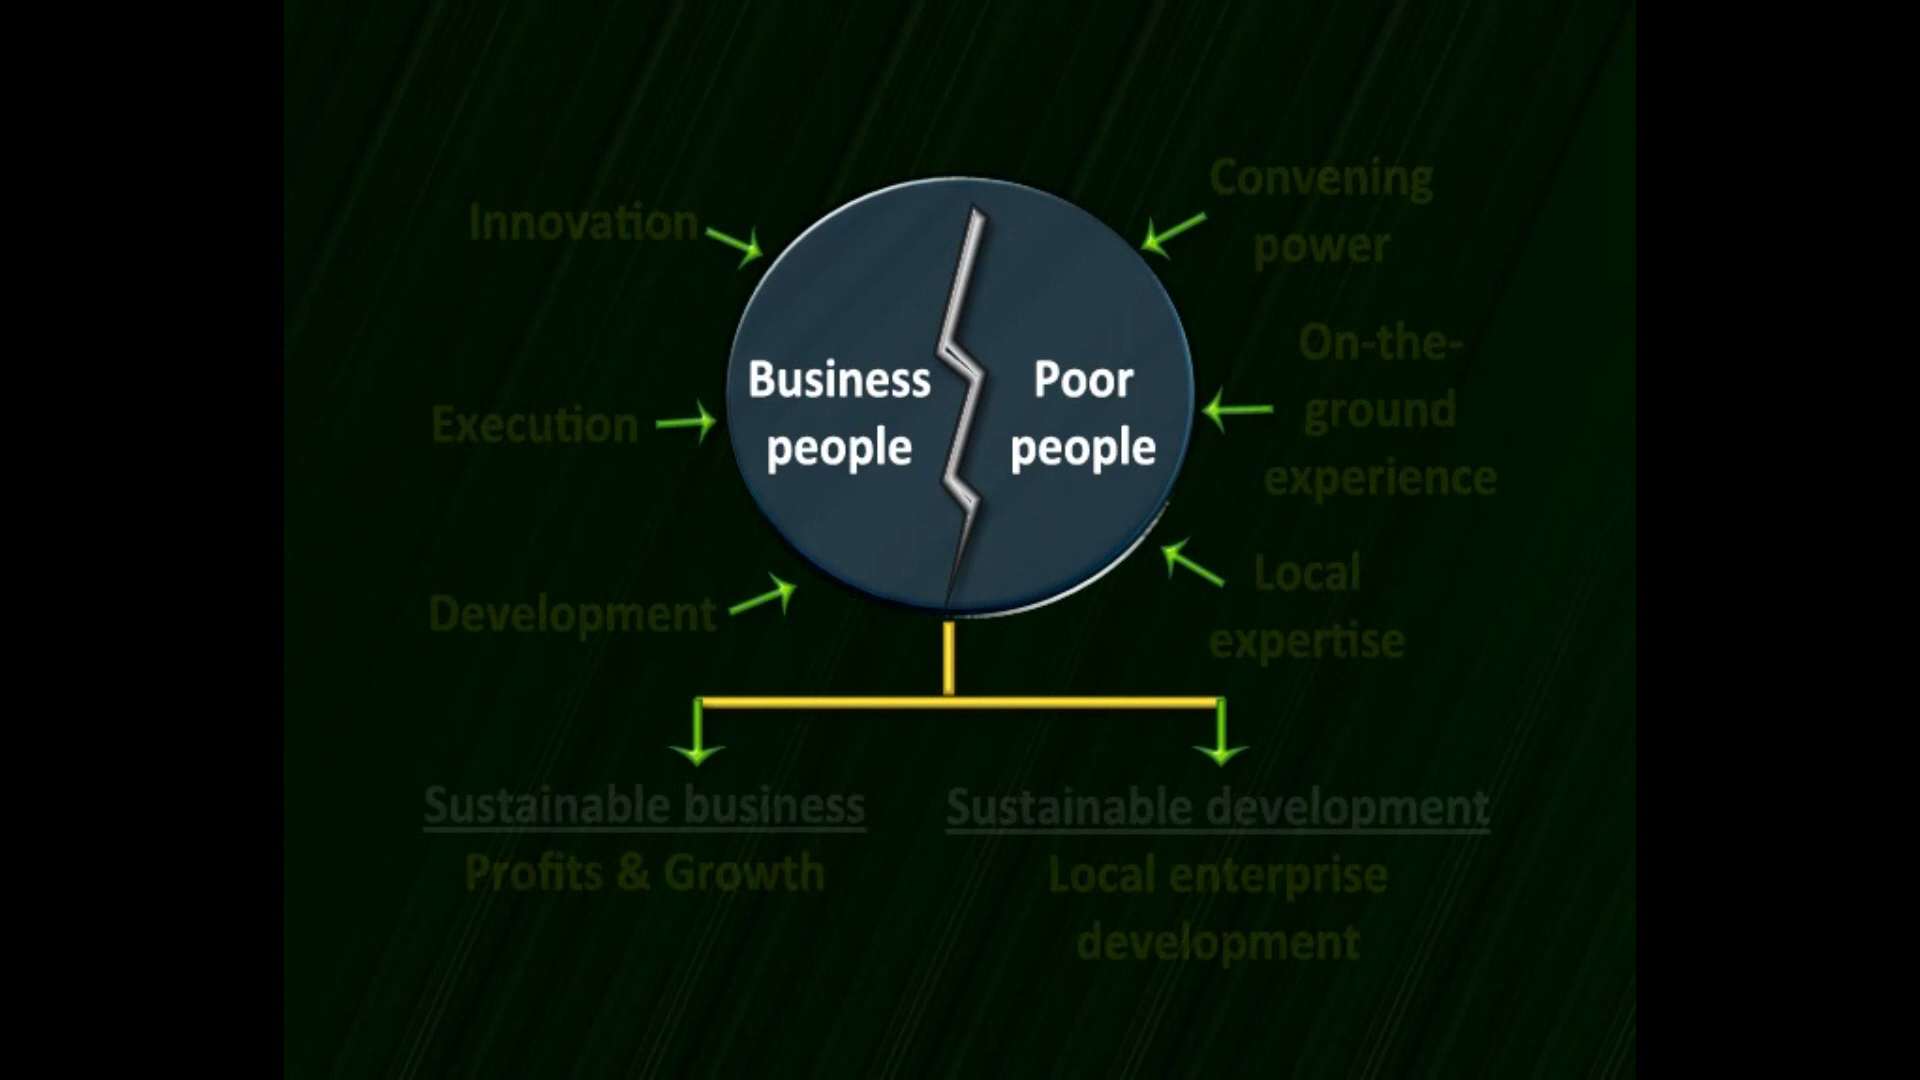 Innovation
Execution
Development
Business
people
Poor
people
Convening
power
On-the-
ground
experience
Local
expertise
Sustainable business
Profits & Growth
Sustainable development
Local enterprise
development